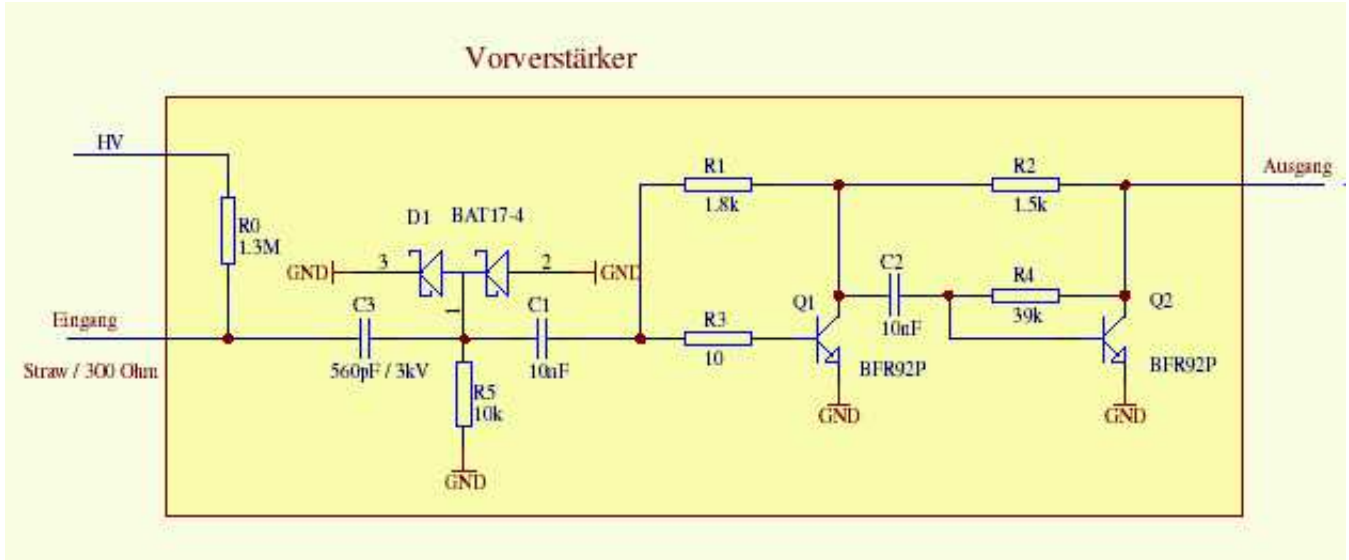 Vorverstärker
HV
R0
1.3M
Eingang
Straw / 300 Ohm
D1
BAT17-4
GND
3
2
GND
1
C3
560pF / 3kV
C1
10nF
R5
10k
GND
R1
1.8k
R3
10
Q1
BFR92P
GND
C2
10nF
R2
1.5k
R4
39k
Q2
BFR92P
GND
Ausgang